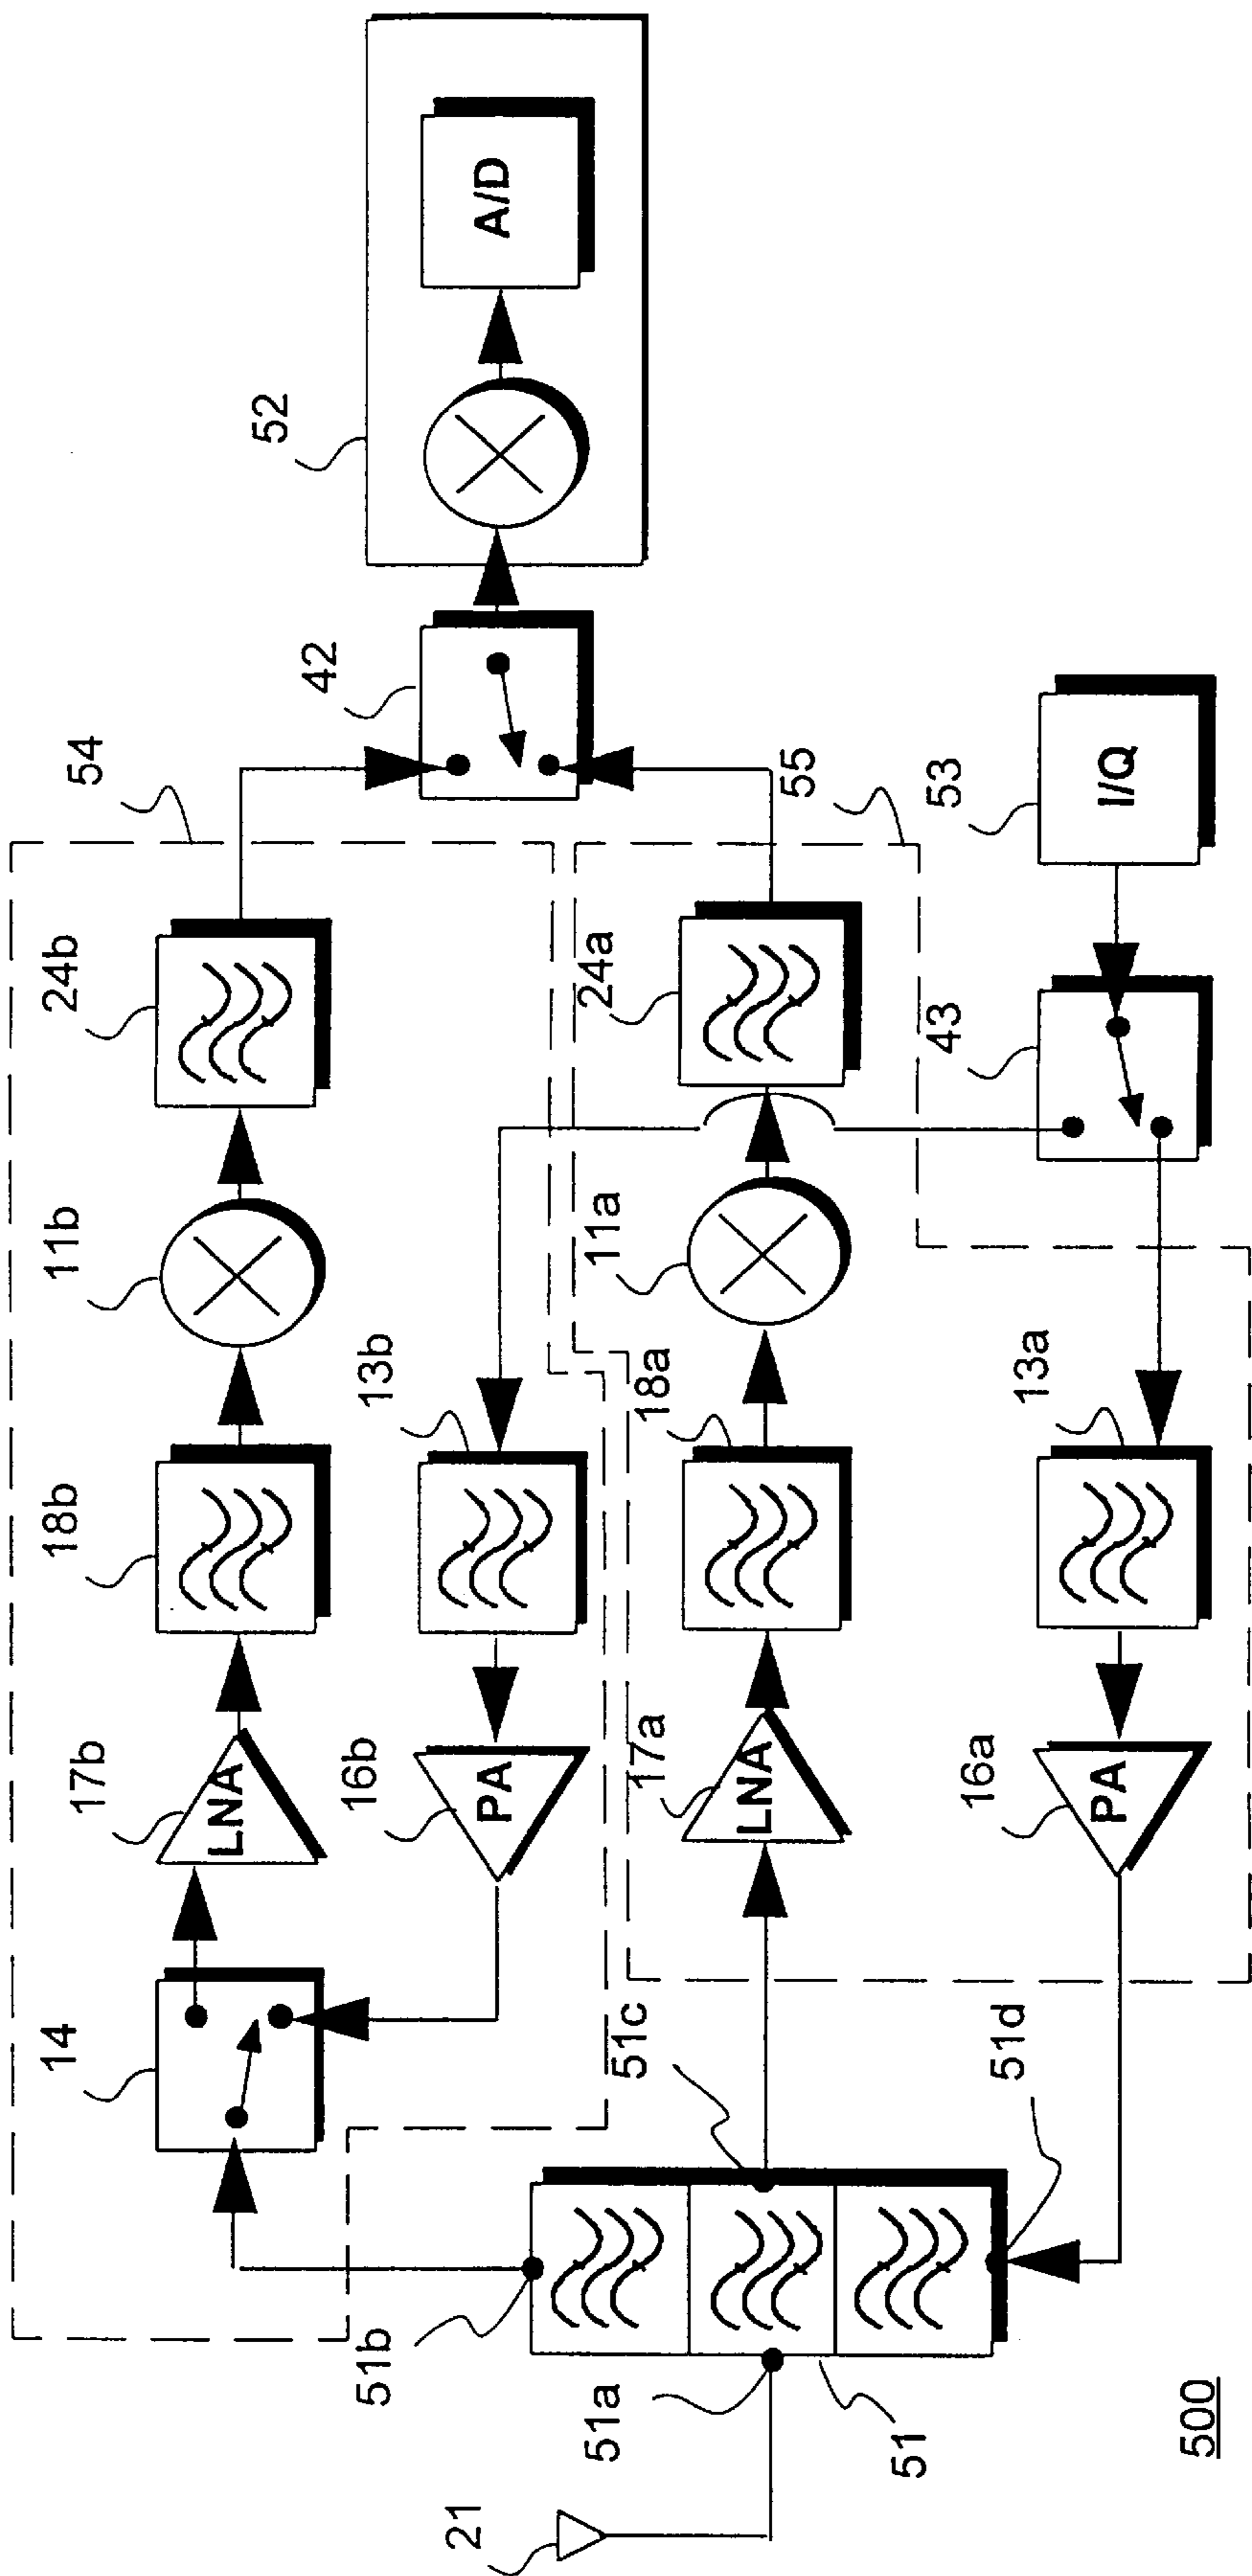 54
24b
11b
18b
17b
14
52
A/D
42
LNA
13b
16b
PA
55
24a
11a
18a
17a
LNA
53
I/Q
43
13a
16a
PA
51c
51d
51b
51a
51
21
500